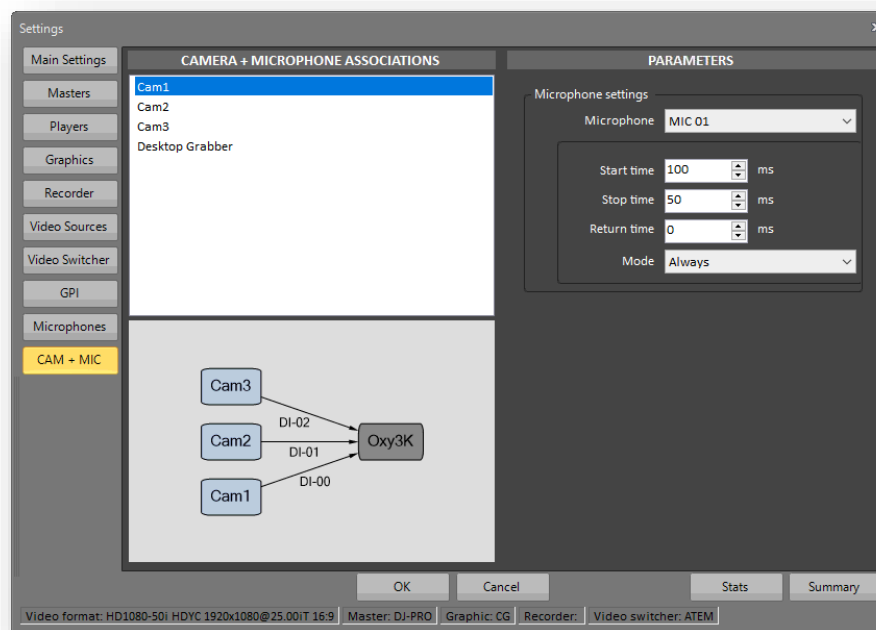 Settings
Main Settings
Masters
Players
Graphics
Recorder
Video Sources
Video Switcher
GPI
Microphones
CAM + MIC
CAMERA + MICROPHONE ASSOCIATIONS
Cam1
Cam2
Cam3
Desktop Grabber
Cam3
DI-02
Cam2
Oxy3K
DI-01
Cam1
DI-00
PARAMETERS
Microphone settings
Microphone MIC 01
Start time 100 ms
Stop time 50 ms
Return time 0 ms
Mode Always
OK Cancel Stats Summary
Video format: HD1080-50i HDYC 1920x1080@25.00iT 16:9 Master: DJ-PRO Graphic: CG Recorder: Video switcher: ATEM